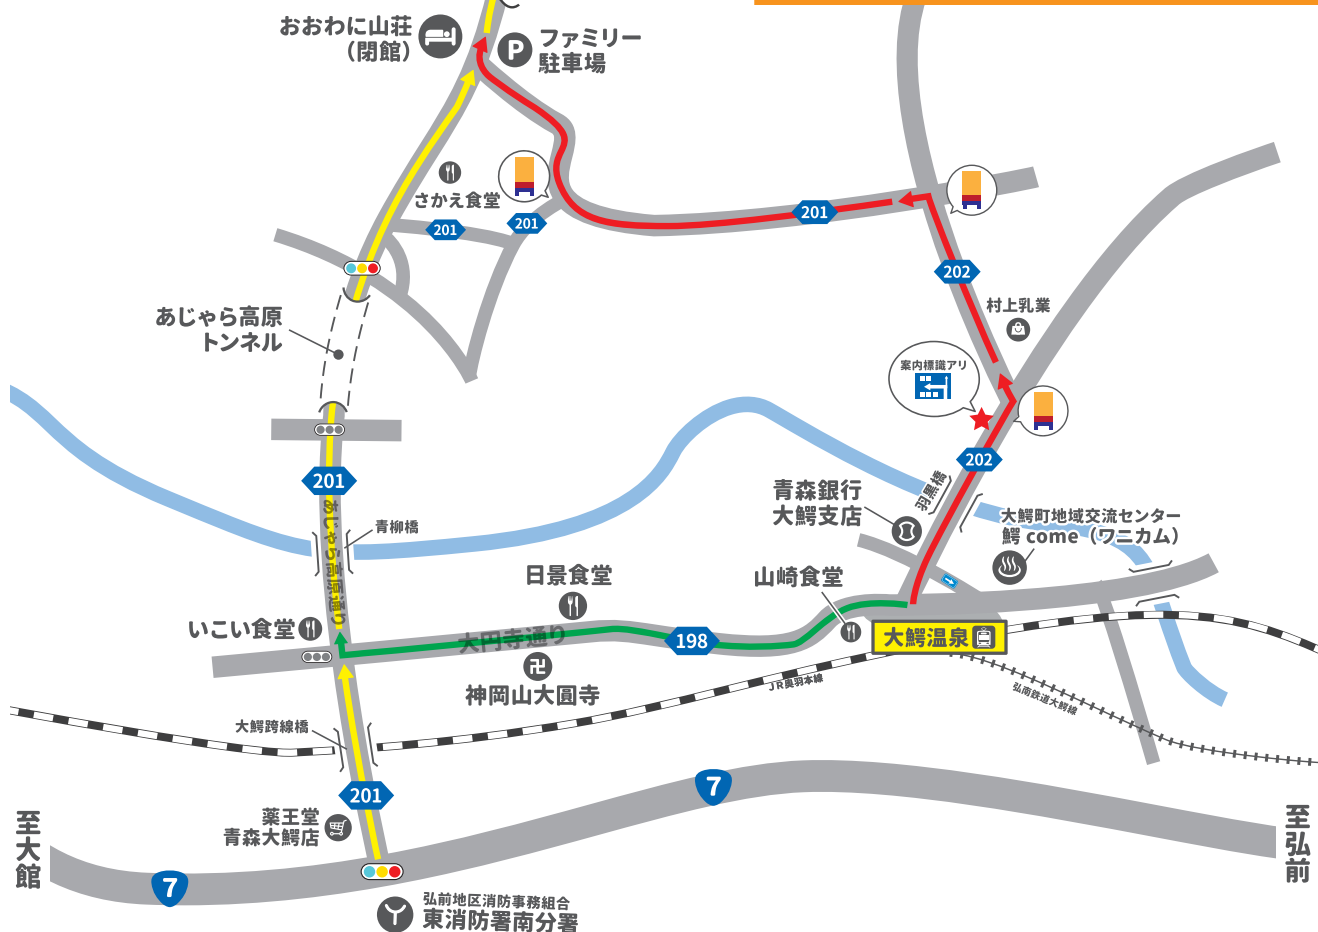 おおわに山荘
（閉館）
P
ファミリー
駐車場
さかえ食堂
201
201
201
202
村上乳業
案内標識アリ
あじゃら高原
トンネル
202
羽黒橋
201
あじゃら高原通り
青柳橋
青森銀行
大鰐支店
大鰐町地域交流センター
鰐 come（ワニカム）
日景食堂
山崎食堂
いこい食堂
大円寺通り
198
大鰐温泉
卍
神岡山大圓寺
JR奥羽本線
弘南鉄道大鰐線
大鰐跨線橋
201
7
薬王堂
青森大鰐店
至大館
至弘前
7
弘前地区消防事務組合
東消防署南分署